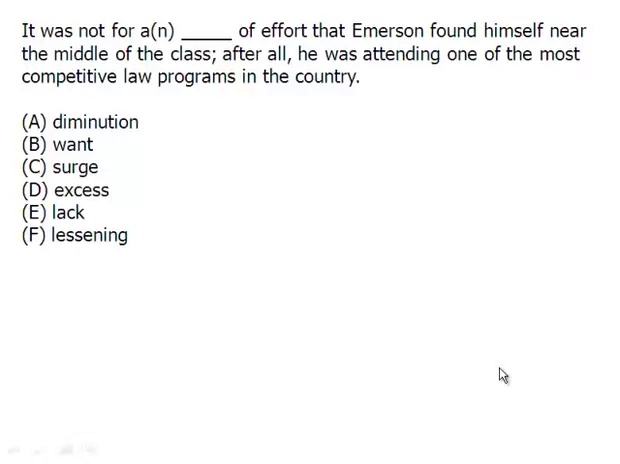 It was not for a(n) _____ of effort that Emerson found himself near
the middle of the class; after all, he was attending one of the most
competitive law programs in the country.
(A) diminution
(B) want
(C) surge
(D) excess
(E) lack
(F) lessening